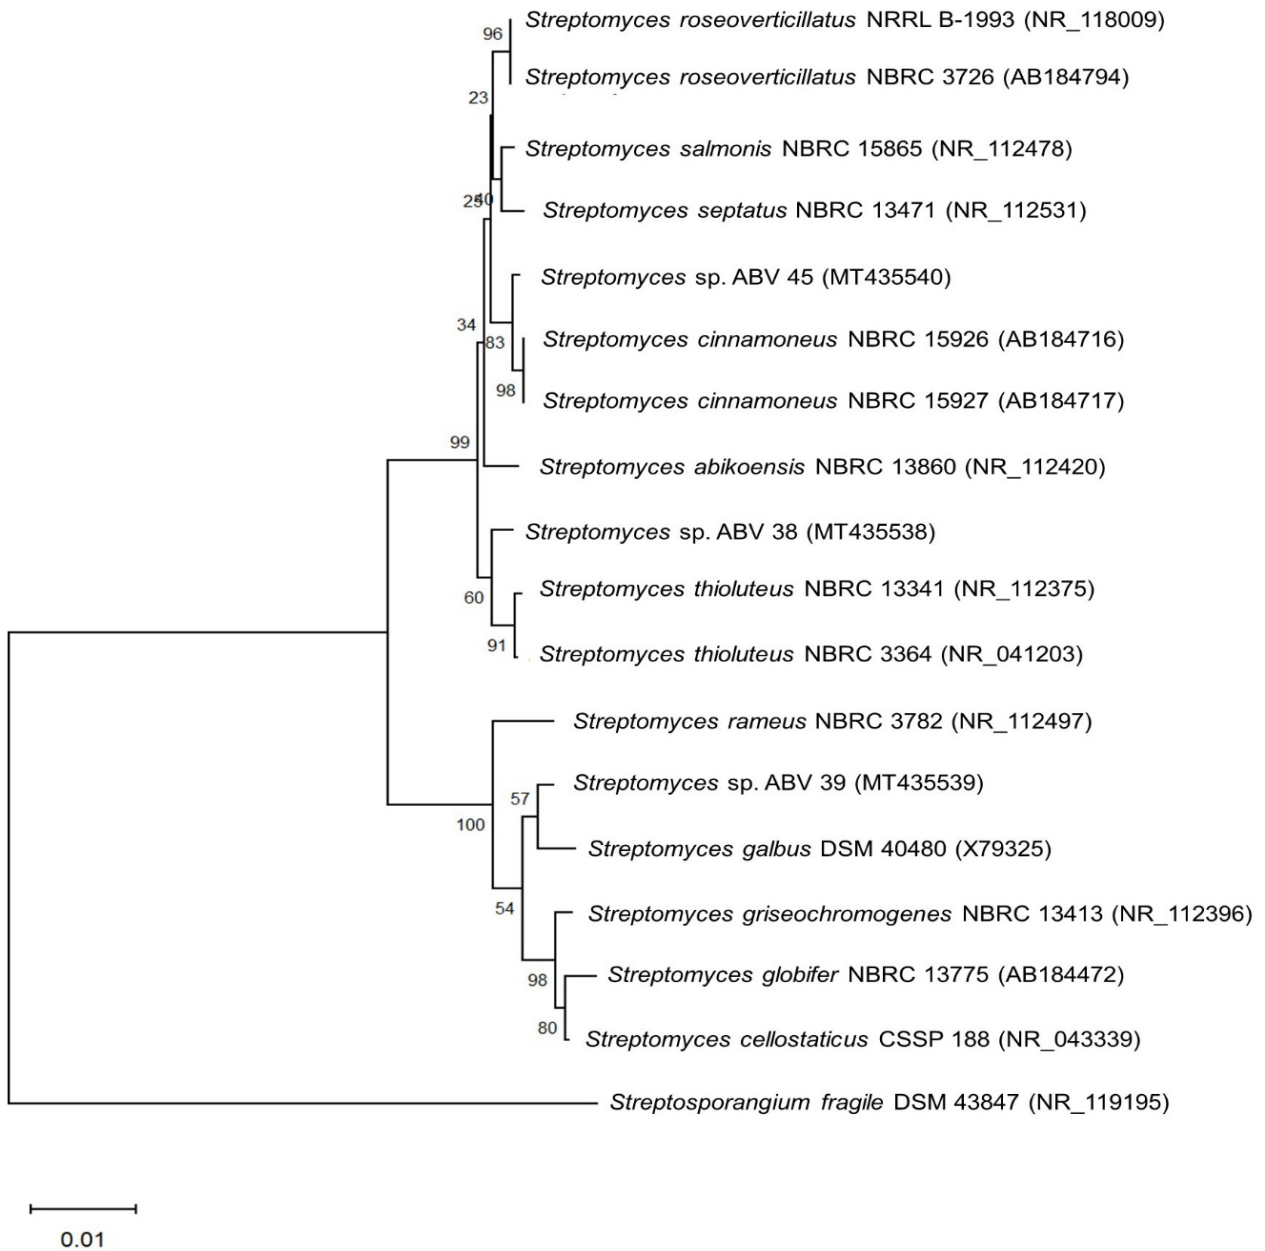 Streptomyces roseoverticillatus NRRL B-1993 (NR_118009)
96
Streptomyces roseoverticillatus NBRC 3726 (AB184794)
23
Streptomyces salmonis NBRC 15865 (NR_112478)
25
40
Streptomyces septatus NBRC 13471 (NR_112531)
Streptomyces sp. ABV 45 (MT435540)
34
83
Streptomyces cinnamoneus NBRC 15926 (AB184716)
98
Streptomyces cinnamoneus NBRC 15927 (AB184717)
99
Streptomyces abikoensis NBRC 13860 (NR_112420)
Streptomyces sp. ABV 38 (MT435538)
60
Streptomyces thioluteus NBRC 13341 (NR_112375)
91
Streptomyces thioluteus NBRC 3364 (NR_041203)
Streptomyces rameus NBRC 3782 (NR_112497)
57
Streptomyces sp. ABV 39 (MT435539)
100
Streptomyces galbus DSM 40480 (X79325)
54
Streptomyces griseochromogenes NBRC 13413 (NR_112396)
98
Streptomyces globifer NBRC 13775 (AB184472)
80
Streptomyces cellostaticus CSSP 188 (NR_043339)
Streptosporangium fragile DSM 43847 (NR_119195)
0.01